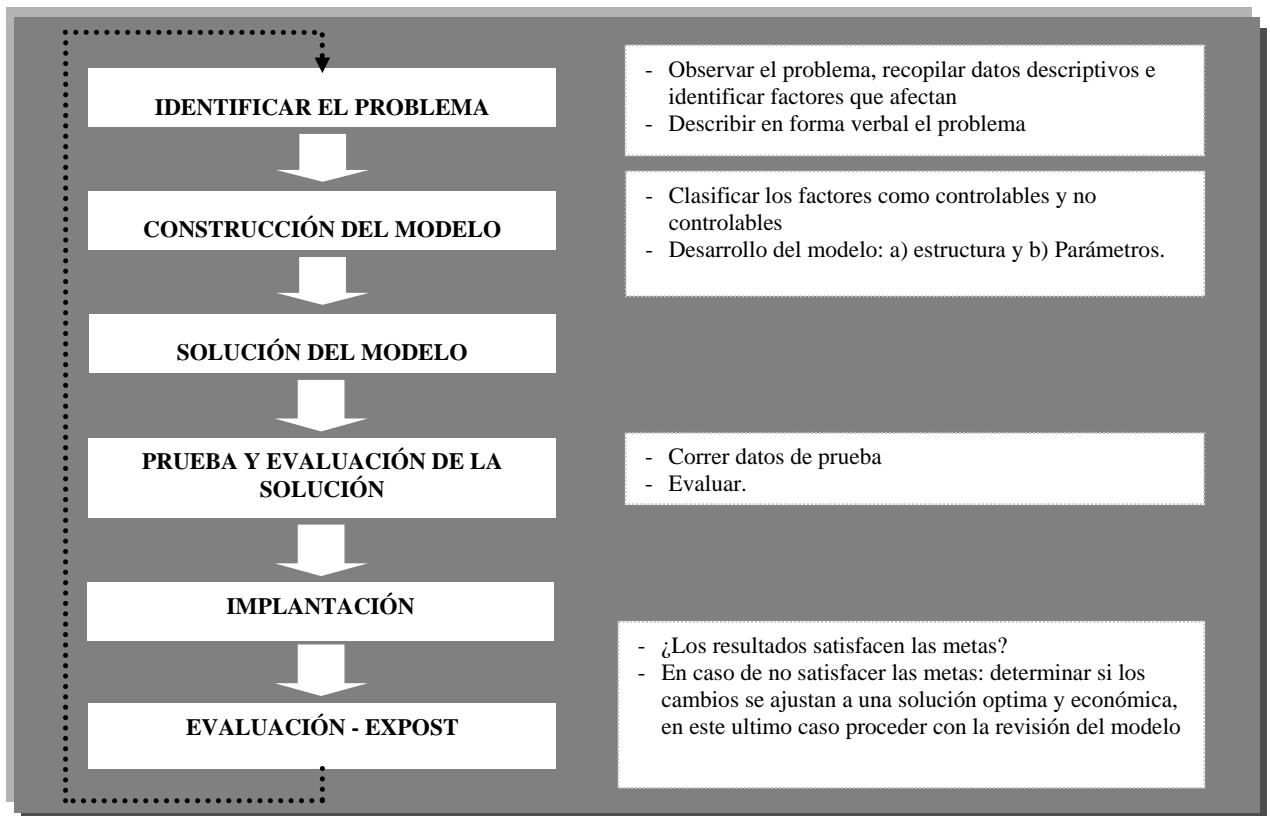 IDENTIFICAR EL PROBLEMA
- Observar el problema, recopilar datos descriptivos e
identificar factores que afectan
- Describir en forma verbal el problema
CONSTRUCCIÓN DEL MODELO
- Clasificar los factores como controlables y no
controlables
- Desarrollo del modelo: a) estructura y b) Parámetros.
SOLUCIÓN DEL MODELO
PRUEBA Y EVALUACIÓN DE LA
SOLUCIÓN
- Correr datos de prueba
- Evaluar.
IMPLANTACIÓN
EVALUACIÓN - EXPOST
- ¿Los resultados satisfacen las metas?
- En caso de no satisfacer las metas: determinar si los
cambios se ajustan a una solución optima y económica,
en este ultimo caso proceder con la revisión del modelo